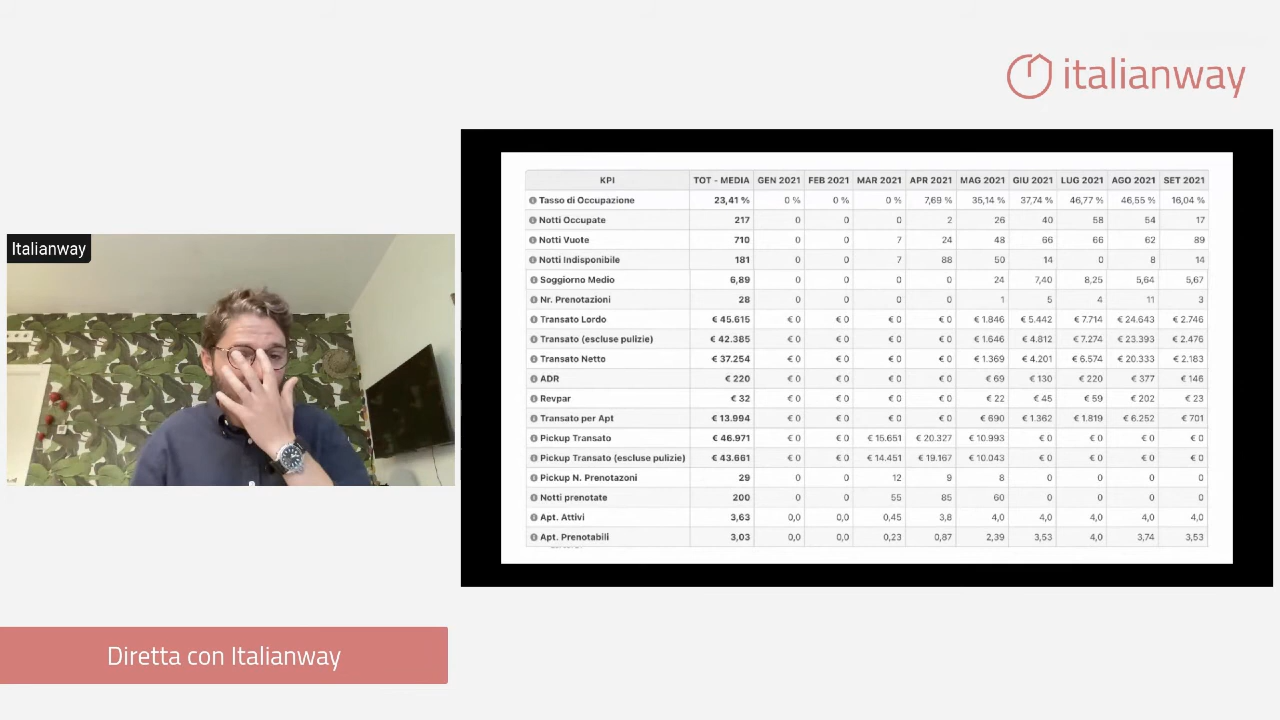 italianway
Italianway
KPI TOT - MEDIA GEN 2021 FEB 2021 MAR 2021 APR 2021 MAG 2021 GIU 2021 LUG 2021 AGO 2021 SET 2021
Tasso di Occupazione 23,41 % 0 % 0 % 0 % 7,69 % 35,14 % 37,74 % 46,77 % 46,55 % 16,04 %
Notti Occupate 217 0 0 0 2 26 40 58 54 17
Notti Vuote 710 0 0 7 24 48 66 66 62 89
Notti Indisponibile 181 0 0 7 88 50 14 0 8 14
Soggiorno Medio 6,89 0 0 0 0 24 7,40 8,25 5,64 5,67
Nr. Prenotazioni 28 0 0 0 0 1 5 4 11 3
Transato Lordo € 45.615 € 0 € 0 € 0 € 0 € 1.846 € 5.442 € 7.714 € 24.643 € 2.746
Transato (escluse pulizie) € 42.385 € 0 € 0 € 0 € 0 € 1.646 € 4.812 € 7.274 € 23.393 € 2.476
Transato Netto € 37.254 € 0 € 0 € 0 € 0 € 1.369 € 4.201 € 6.574 € 20.333 € 2.183
ADR € 220 € 0 € 0 € 0 € 0 € 69 € 130 € 220 € 377 € 146
Revpar € 32 € 0 € 0 € 0 € 0 € 22 € 45 € 59 € 202 € 23
Transato per Apt € 13.994 € 0 € 0 € 0 € 0 € 690 € 1.362 € 1.819 € 6.252 € 701
Pickup Transato € 46.971 € 0 € 0 € 15.651 € 20.327 € 10.993 € 0 € 0 € 0 € 0
Pickup Transato (escluse pulizie) € 43.661 € 0 € 0 € 14.451 € 19.167 € 10.043 € 0 € 0 € 0 € 0
Pickup N. Prenotazoni 29 0 0 12 9 8 0 0 0 0
Notti prenotate 200 0 0 55 85 60 0 0 0 0
Apt. Attivi 3,63 0,0 0,0 0,45 3,8 4,0 4,0 4,0 4,0 4,0
Apt. Prenotabili 3,03 0,0 0,0 0,23 0,87 2,39 3,53 4,0 3,74 3,53
Diretta con Italianway